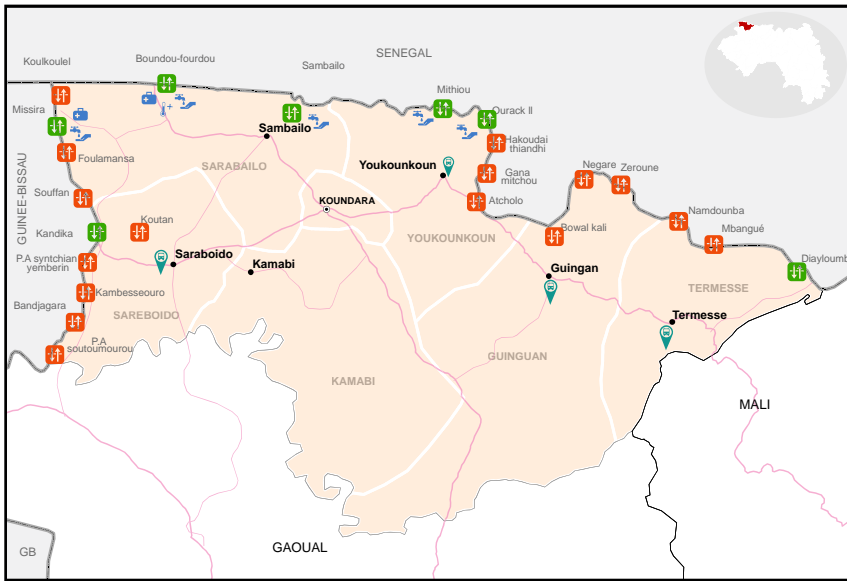 Koulkoulel
Boundou-fourdou
Sambailo
SENEGAL
Mithiou
Missira
Ourack II
Sambailo
Hakoudai
thiandhi
Foulamansa
SARABAILO
Youkounkoun
Gana
mitchou
Negare
Zeroune
GUINEE-BISSAU
Souffan
KOUNDARA
Atcholo
Koutan
Namdounba
Kandika
YOUKOUNKOUN
Bowal kali
Mbangué
P.A syntchian
yemberin
Saraboido
Kamabi
Guingan
Diayloumb
Kambesseouro
TERMESSE
Bandjagara
SAREBOIDO
Termesse
P.A
soutoumourou
GUINGUAN
KAMABI
MALI
GAOUAL
GB